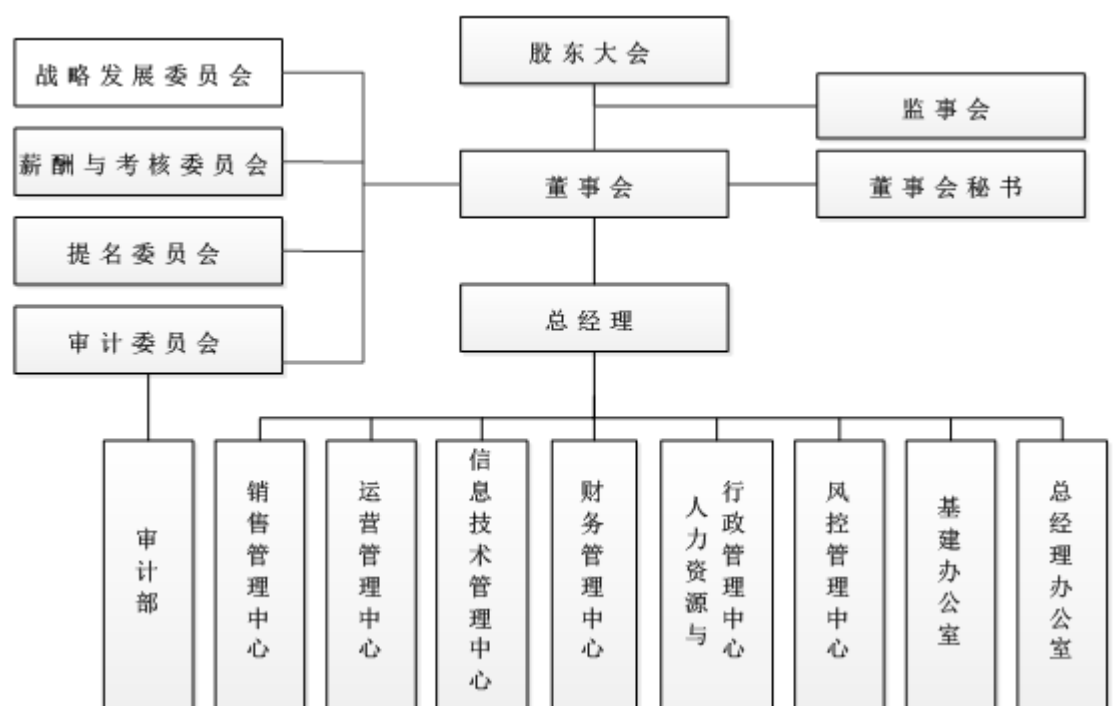 股东大会
战略发展委员会
监事会
薪酬与考核委员会
董事会
董事会秘书
提名委员会
总经理
审计委员会
审计部
销售管理中心
运营管理中心
信息技术管理中心
财务管理中心
人力资源与
行政管理中心
风控管理中心
基建办公室
总经理办公室